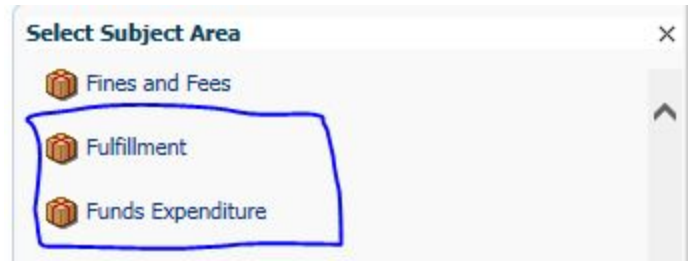 Select Subject Area
Fines and Fees
Fulfillment
Funds Expenditure